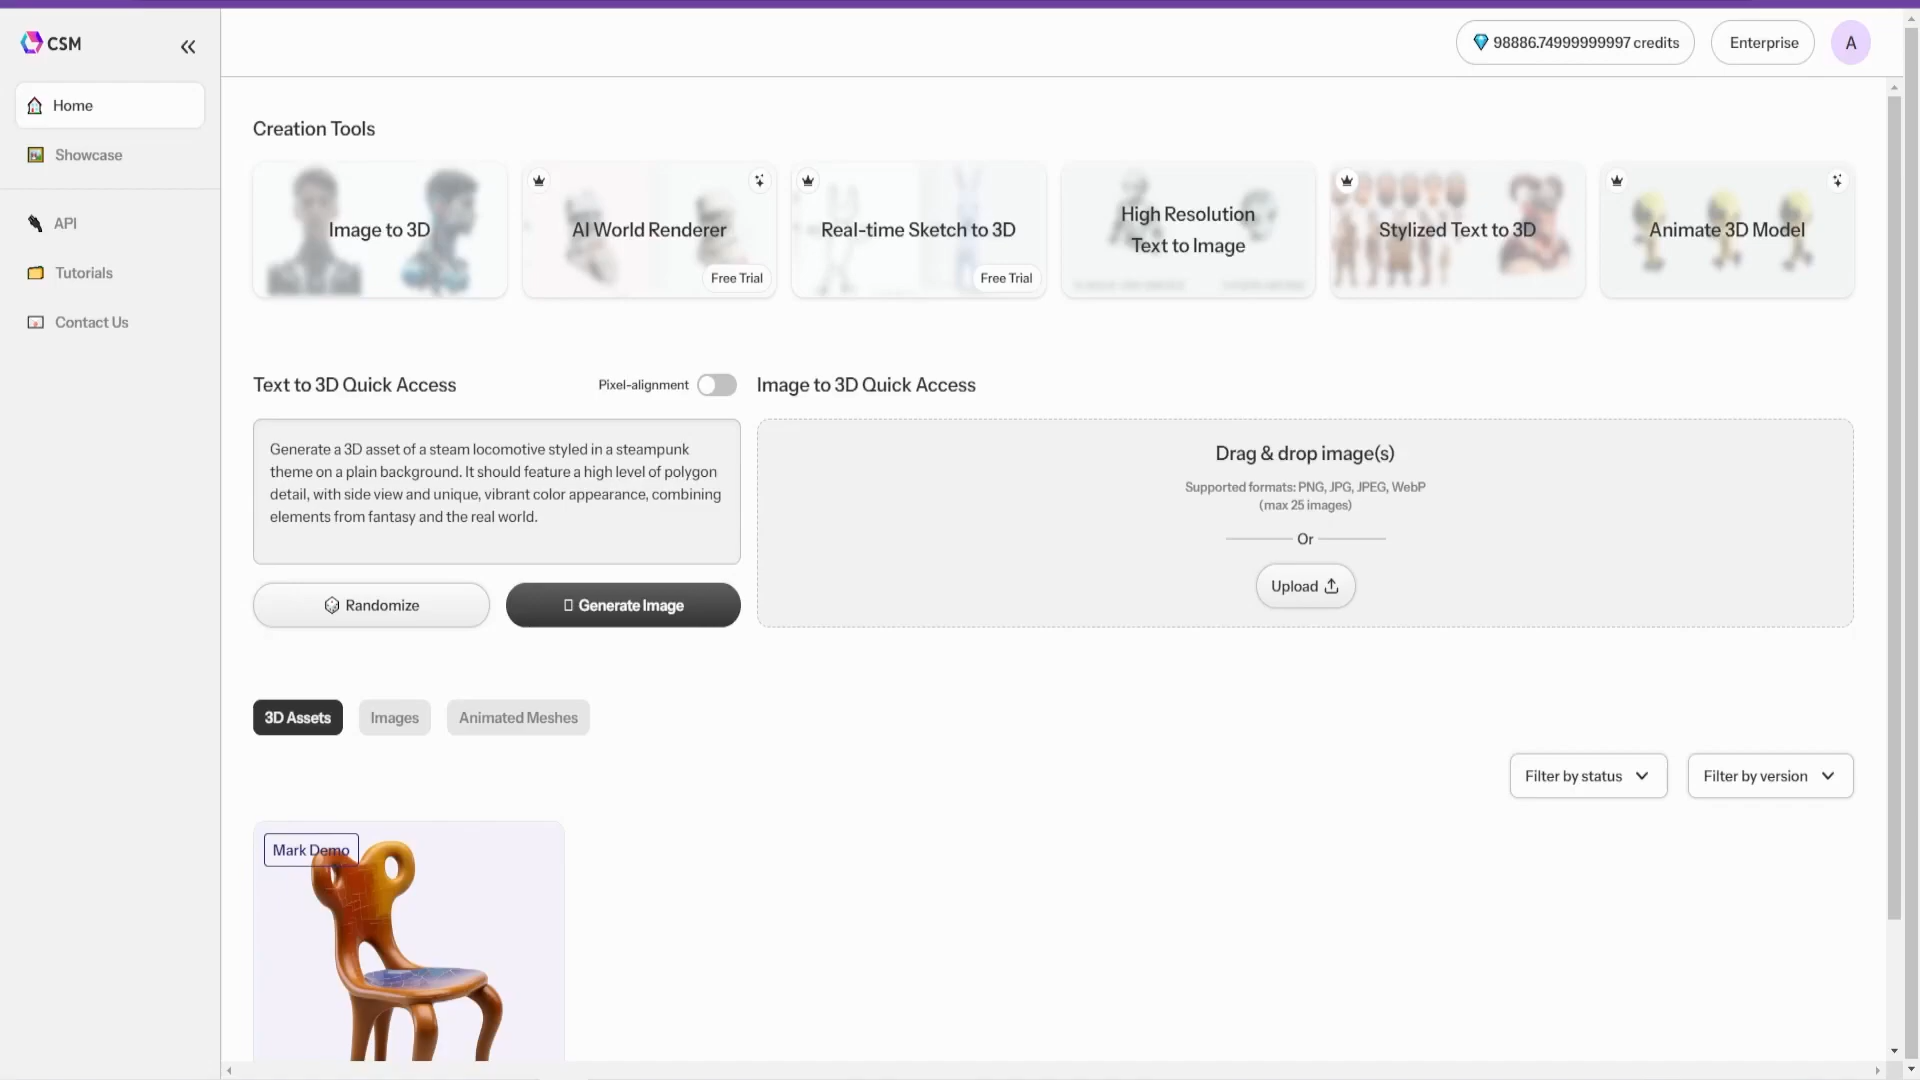 CSM
98886.74999999997 credits
Enterprise
A
Home
Showcase
API
Tutorials
Contact Us
Creation Tools
Image to 3D
AI World Renderer
Free Trial
Real-time Sketch to 3D
Free Trial
High Resolution
Text to Image
Stylized Text to 3D
Animate 3D Model
Text to 3D Quick Access
Pixel-alignment
Generate a 3D asset of a steam locomotive styled in a steampunk
theme on a plain background. It should feature a high level of polygon
detail, with side view and unique, vibrant color appearance, combining
elements from fantasy and the real world.
Randomize
Generate Image
Image to 3D Quick Access
Drag & drop image(s)
Supported formats: PNG, JPG, JPEG, WebP
(max 25 images)
Or
Upload
3D Assets
Images
Animated Meshes
Filter by status
Filter by version
Mark Demo